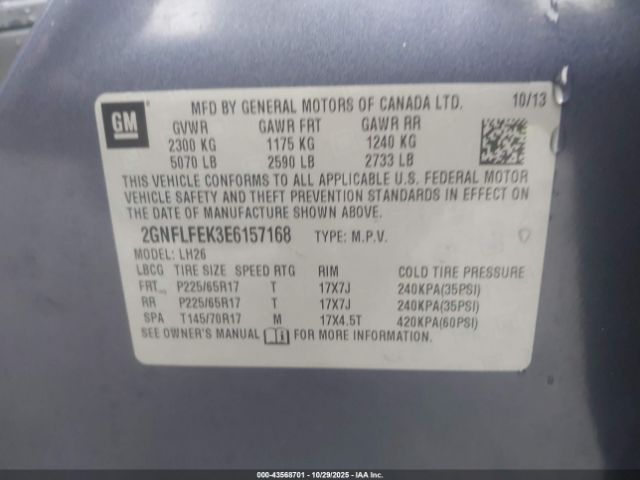 GM
MFD BY GENERAL MOTORS OF CANADA LTD. 10/13
GVWR GAWR FRT GAWR RR
2300 KG 1175 KG 1240 KG
5070 LB 2590 LB 2733 LB
THIS VEHICLE CONFORMS TO ALL APPLICABLE U.S. FEDERAL MOTOR
VEHICLE SAFETY AND THEFT PREVENTION STANDARDS IN EFFECT ON
THE DATE OF MANUFACTURE SHOWN ABOVE.
2GNFLFEK3E6157168 TYPE: M.P.V.
MODEL: LH26
LBCG TIRE SIZE SPEED RTG RIM COLD TIRE PRESSURE
FRT P225/65R17 T 17X7J 240KPA(35PSI)
RR P225/65R17 T 17X7J 240KPA(35PSI)
SPA T145/70R17 M 17X4.5T 420KPA(60PSI)
SEE OWNER'S MANUAL FOR MORE INFORMATION.
000-43568701 - 10/29/2025 - IAA, Inc.